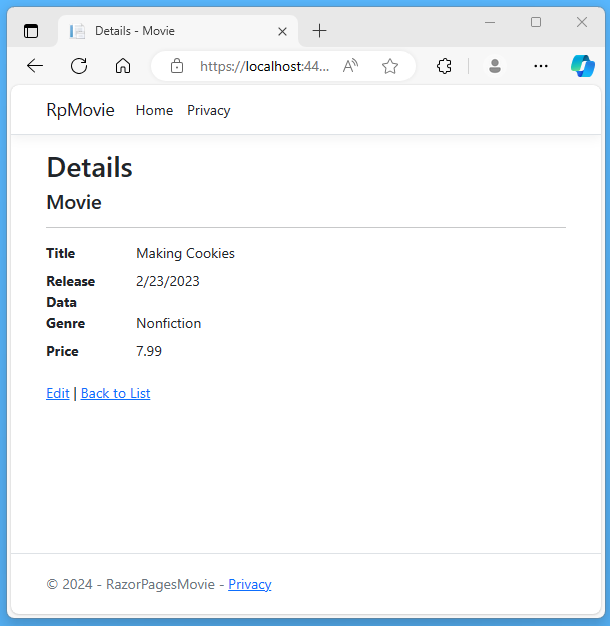 Details - Movie
https://localhost:44...
RpMovie Home Privacy
Details
Movie
Title Making Cookies
Release 2/23/2023
Data
Genre Nonfiction
Price 7.99
Edit | Back to List
© 2024 - RazorPagesMovie - Privacy